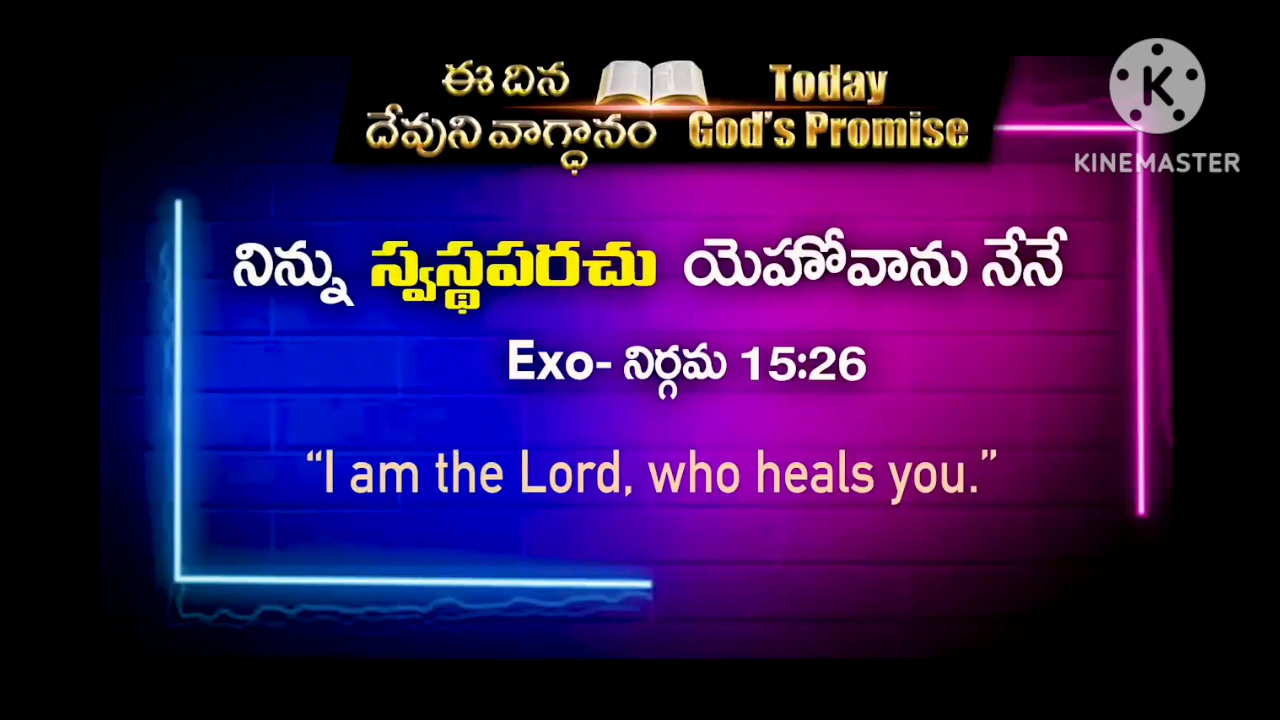 ఈ దిన
దేవుని వాగ్ధానం
Today
God's Promise
K
KINEMASTER
నిన్ను స్వస్థపరచు యెహోవాను నేనే
Exo- నిర్గమ 15:26
“I am the Lord, who heals you.”